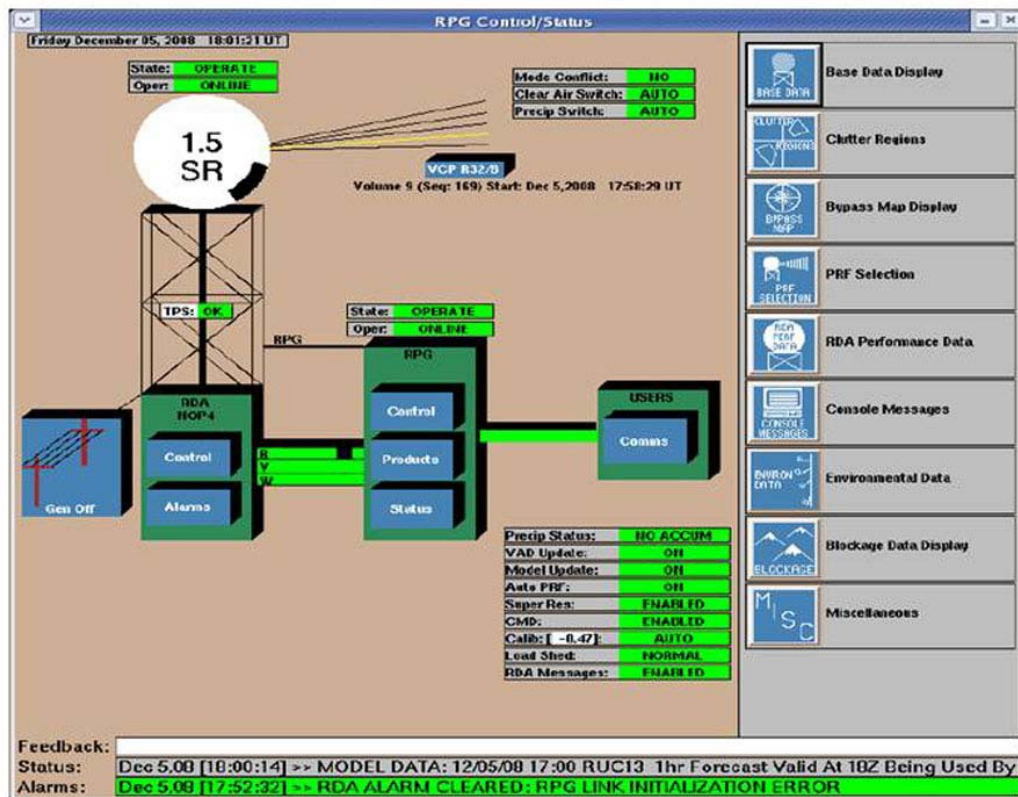 RPG Control/Status
Friday December 05, 2008 18:01:21 UT
State: OPERATE
Oper: ONLINE
Mode Conflict: NO
Clear Air Switch: AUTO
Precip Switch: AUTO
1.5
SR
VCP R32/B
Volume 9 (Seq: 169) Start: Dec 5,2008 17:58:29 UT
TPS: OK
State: OPERATE
Oper: ONLINE
RPG
RPG
Control
Products
Status
RDA
Control
Alarms
R
V
W
Gen Off
USERS
Comms
Precip Status: NO ACCUM
VAD Update: ON
Model Update: ON
Auto PRF: ON
Super Res: ENABLED
CMD: ENABLED
Calib: [ -0.47]: AUTO
Load Shed: NORMAL
RDA Messages: ENABLED
BASE DATA
Base Data Display
CLUTTER
REGIONS
Clutter Regions
BYPASS
MAP
Bypass Map Display
PRF
SELECTION
PRF Selection
RDA
PERF
DATA
RDA Performance Data
CONSOLE
MESSAGES
Console Messages
ENVIRON
DATA
Environmental Data
BLOCKAGE
Blockage Data Display
MISC
Miscellaneous
Feedback:
Status: Dec 5,08 [18:00:14] >> MODEL DATA: 12/05/08 17:00 RUC13 1hr Forecast Valid At 18Z Being Used By
Alarms: Dec 5,08 [17:52:32] >> RDA ALARM CLEARED: RPG LINK INITIALIZATION ERROR